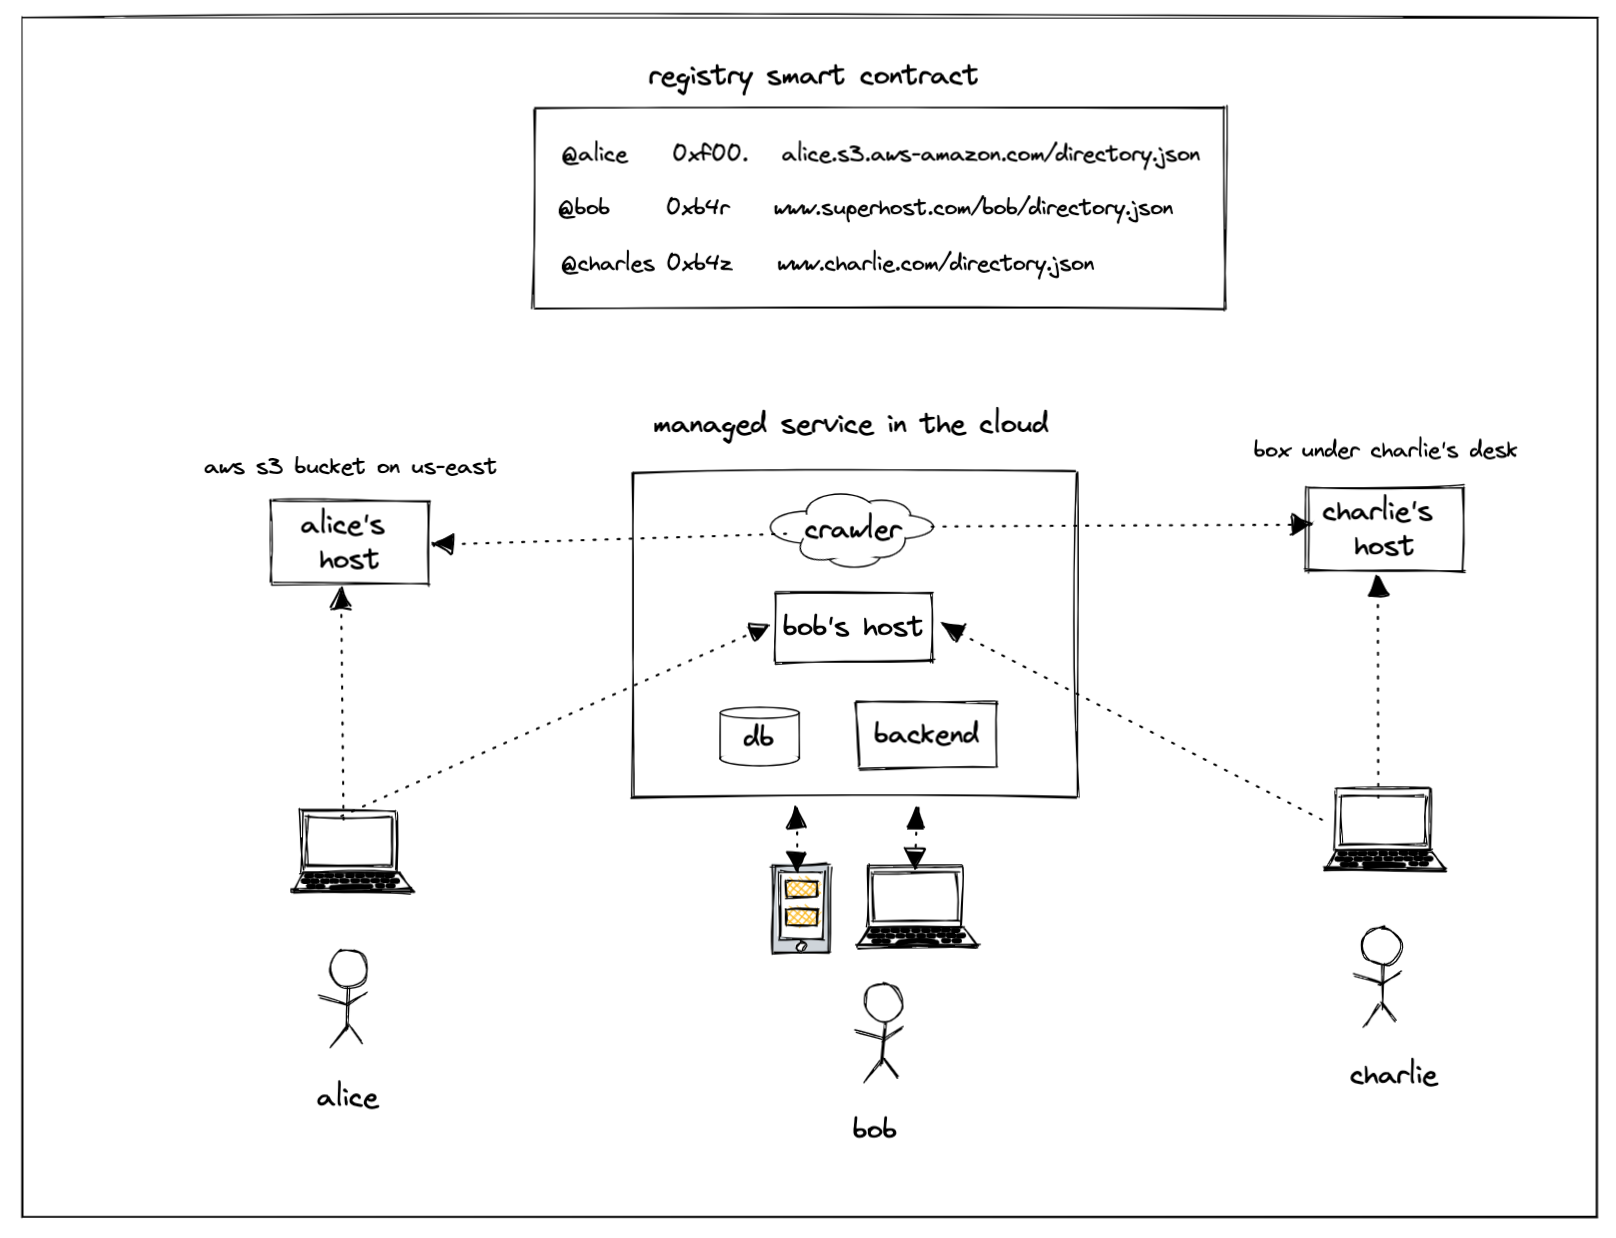 registry smart contract
@alice 0xf00. alice.s3.aws-amazon.com/directory.json
@bob 0xb4r www.superhost.com/bob/directory.json
@charles 0xb4z www.charlie.com/directory.json
managed service in the cloud
aws s3 bucket on us-east
box under charlie's desk
alice's
host
crawler
charlie's
host
bob's host
db
backend
alice
bob
charlie